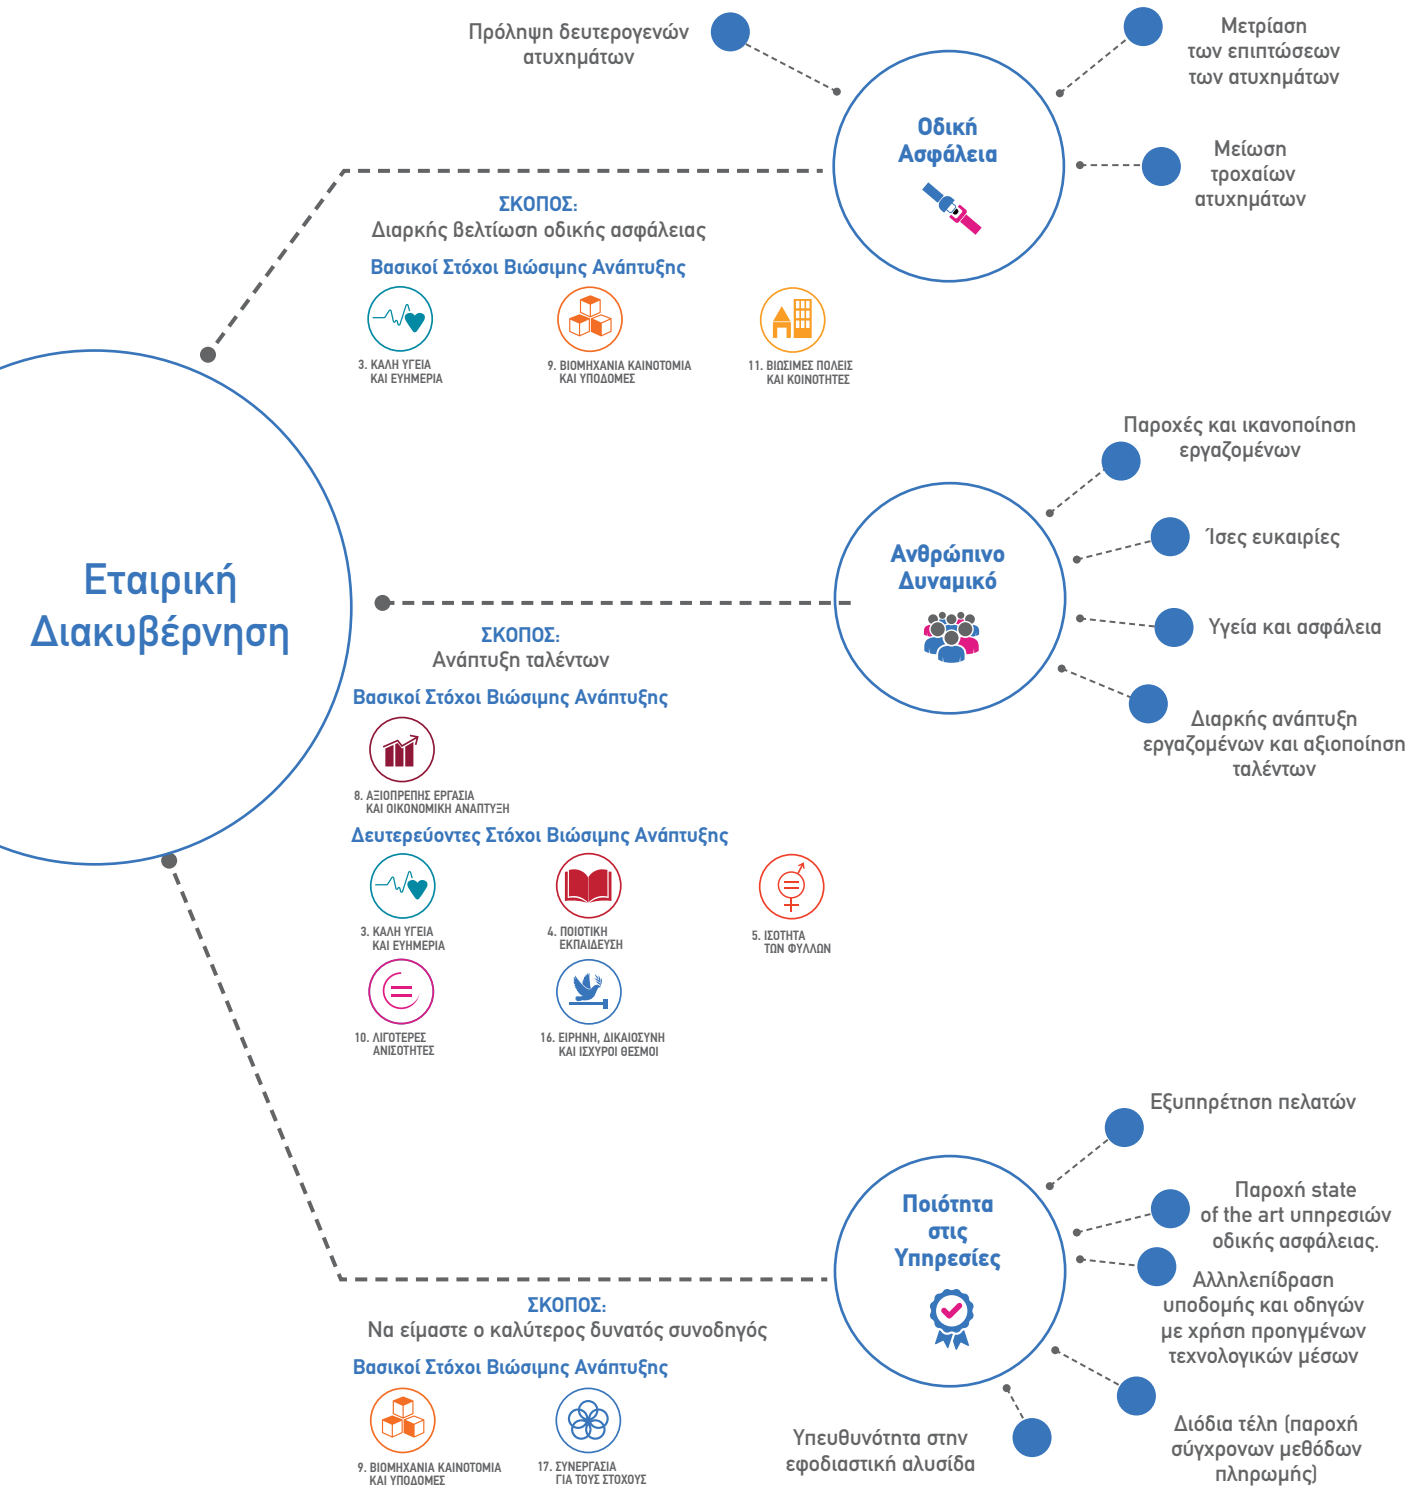 Πρόληψη δευτερογενών
ατυχημάτων
Μετρίαση
των επιπτώσεων
των ατυχημάτων
Οδική
Ασφάλεια
Μείωση
τροχαίων
ατυχημάτων
ΣΚΟΠΟΣ:
Διαρκής βελτίωση οδικής ασφάλειας
Βασικοί Στόχοι Βιώσιμης Ανάπτυξης
3. ΚΑΛΗ ΥΓΕΙΑ
ΚΑΙ ΕΥΗΜΕΡΙΑ
9. ΒΙΟΜΗΧΑΝΙΑ ΚΑΙΝΟΤΟΜΙΑ
ΚΑΙ ΥΠΟΔΟΜΕΣ
11. ΒΙΩΣΙΜΕΣ ΠΟΛΕΙΣ
ΚΑΙ ΚΟΙΝΟΤΗΤΕΣ
Εταιρική
Διακυβέρνηση
Παροχές και ικανοποίηση
εργαζομένων
Ανθρώπινο
Δυναμικό
Ίσες ευκαιρίες
Υγεία και ασφάλεια
Διαρκής ανάπτυξη
εργαζομένων και αξιοποίηση
ταλέντων
ΣΚΟΠΟΣ:
Ανάπτυξη ταλέντων
Βασικοί Στόχοι Βιώσιμης Ανάπτυξης
8. ΑΞΙΟΠΡΕΠΗΣ ΕΡΓΑΣΙΑ
ΚΑΙ ΟΙΚΟΝΟΜΙΚΗ ΑΝΑΠΤΥΞΗ
Δευτερεύοντες Στόχοι Βιώσιμης Ανάπτυξης
3. ΚΑΛΗ ΥΓΕΙΑ
ΚΑΙ ΕΥΗΜΕΡΙΑ
4. ΠΟΙΟΤΙΚΗ
ΕΚΠΑΙΔΕΥΣΗ
5. ΙΣΟΤΗΤΑ
ΤΩΝ ΦΥΛΛΩΝ
10. ΛΙΓΟΤΕΡΕΣ
ΑΝΙΣΟΤΗΤΕΣ
16. ΕΙΡΗΝΗ, ΔΙΚΑΙΟΣΥΝΗ
ΚΑΙ ΙΣΧΥΡΟΙ ΘΕΣΜΟΙ
Εξυπηρέτηση πελατών
Ποιότητα
στις
Υπηρεσίες
Παροχή state
of the art υπηρεσιών
οδικής ασφάλειας.
Αλληλεπίδραση
υποδομής και οδηγών
με χρήση προηγμένων
τεχνολογικών μέσων
Διόδια τέλη (παροχή
σύγχρονων μεθόδων
πληρωμής)
Υπευθυνότητα στην
εφοδιαστική αλυσίδα
ΣΚΟΠΟΣ:
Να είμαστε ο καλύτερος δυνατός συνοδηγός
Βασικοί Στόχοι Βιώσιμης Ανάπτυξης
9. ΒΙΟΜΗΧΑΝΙΑ ΚΑΙΝΟΤΟΜΙΑ
ΚΑΙ ΥΠΟΔΟΜΕΣ
17. ΣΥΝΕΡΓΑΣΙΑ
ΓΙΑ ΤΟΥΣ ΣΤΟΧΟΥΣ